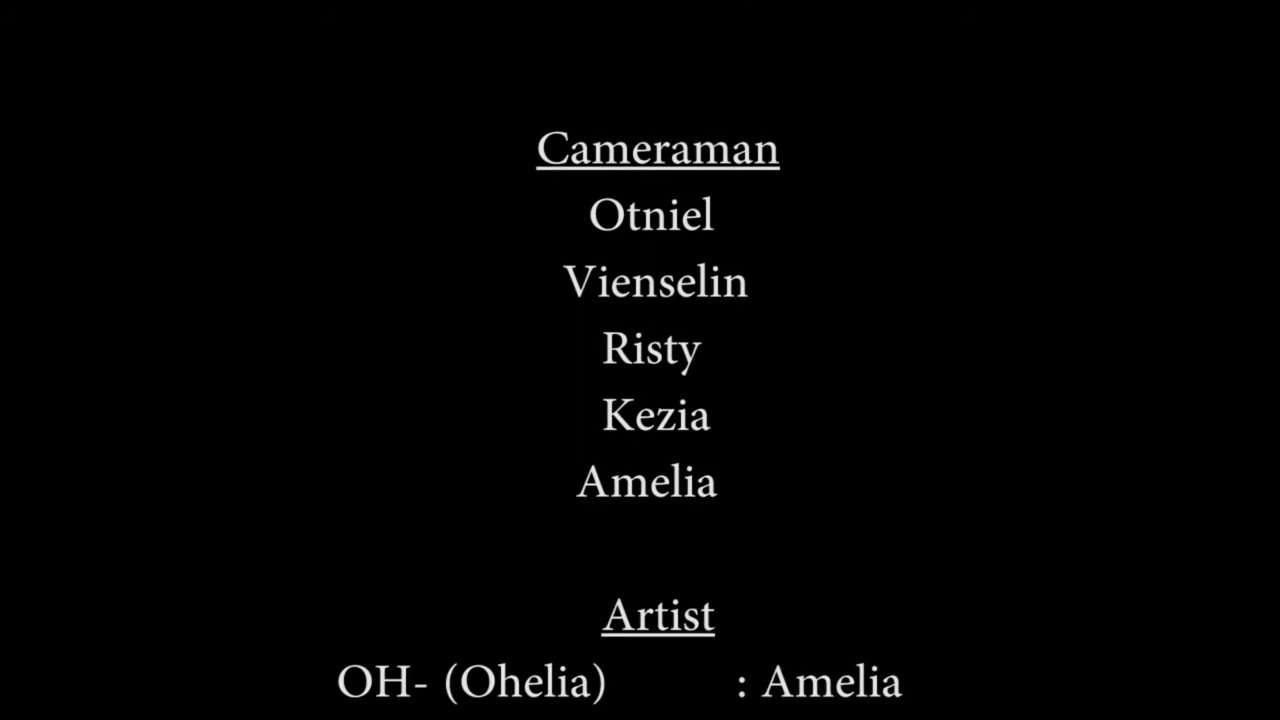 Cameraman
Otniel
Vienselin
Risty
Kezia
Amelia
Artist
OH- (Ohelia) : Amelia